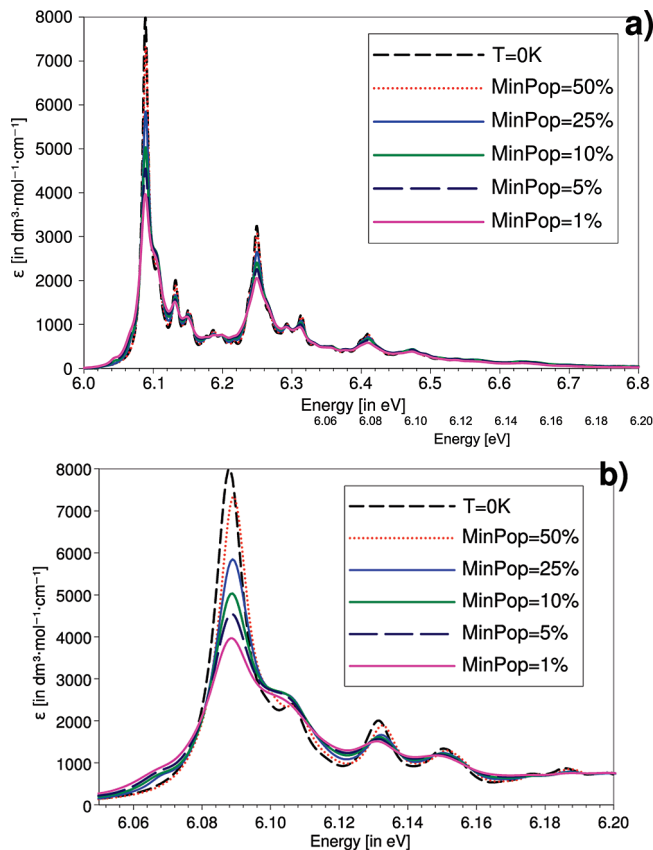 a)
8000
7000
6000
5000
4000
3000
2000
1000
0
ε [in dm³·mol⁻¹·cm⁻¹]
T=0K
MinPop=50%
MinPop=25%
MinPop=10%
MinPop=5%
MinPop=1%
6.0 6.1 6.2 6.3 6.4 6.5 6.6 6.7 6.8
Energy [in eV]
6.06 6.08 6.10 6.12 6.14 6.16 6.18 6.20
Energy [eV]
b)
8000
7000
6000
5000
4000
3000
2000
1000
0
ε [in dm³·mol⁻¹·cm⁻¹]
T=0K
MinPop=50%
MinPop=25%
MinPop=10%
MinPop=5%
MinPop=1%
6.06 6.08 6.10 6.12 6.14 6.16 6.18 6.20
Energy [in eV]